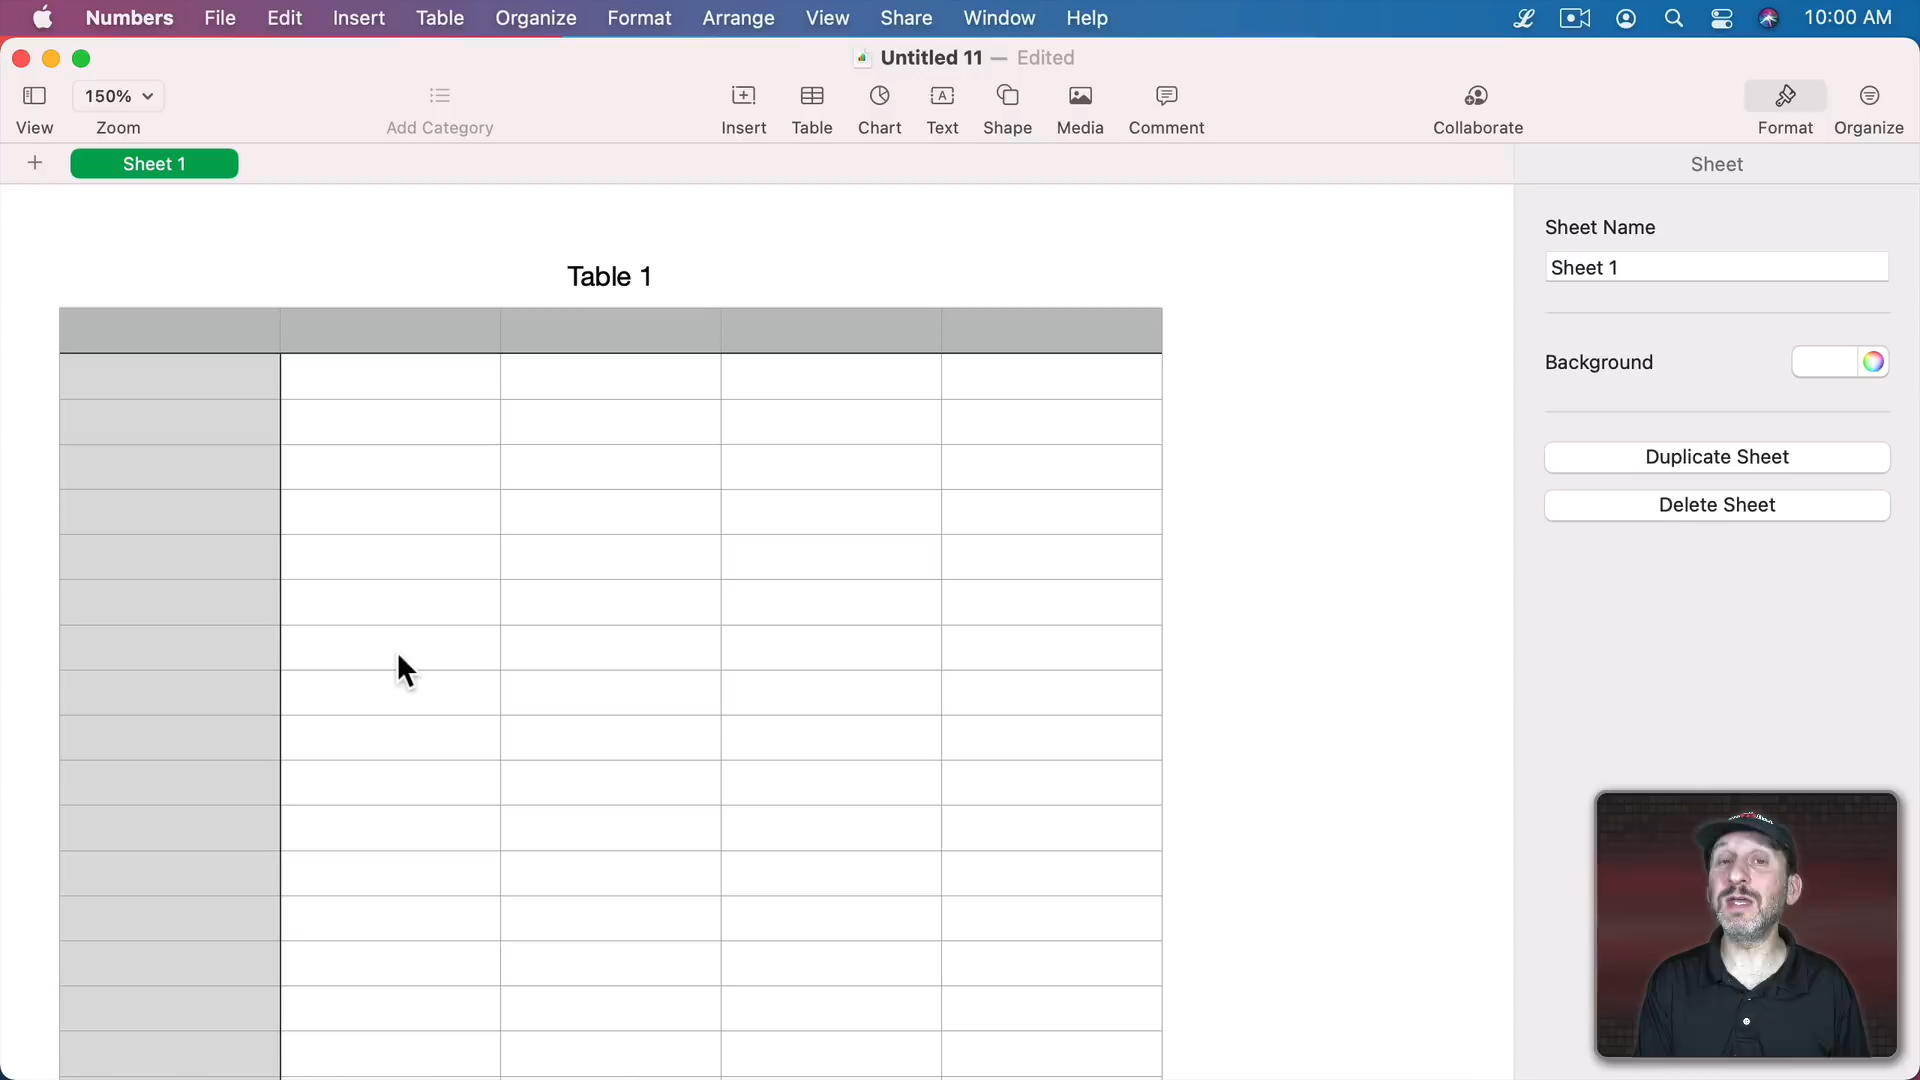 Numbers File Edit Insert Table Organize Format Arrange View Share Window Help 10:00 AM
Untitled 11 — Edited
150%
View Zoom Add Category Insert Table Chart Text Shape Media Comment Collaborate Format Organize
Sheet 1
Sheet
Sheet Name
Sheet 1
Table 1
Background
Duplicate Sheet
Delete Sheet